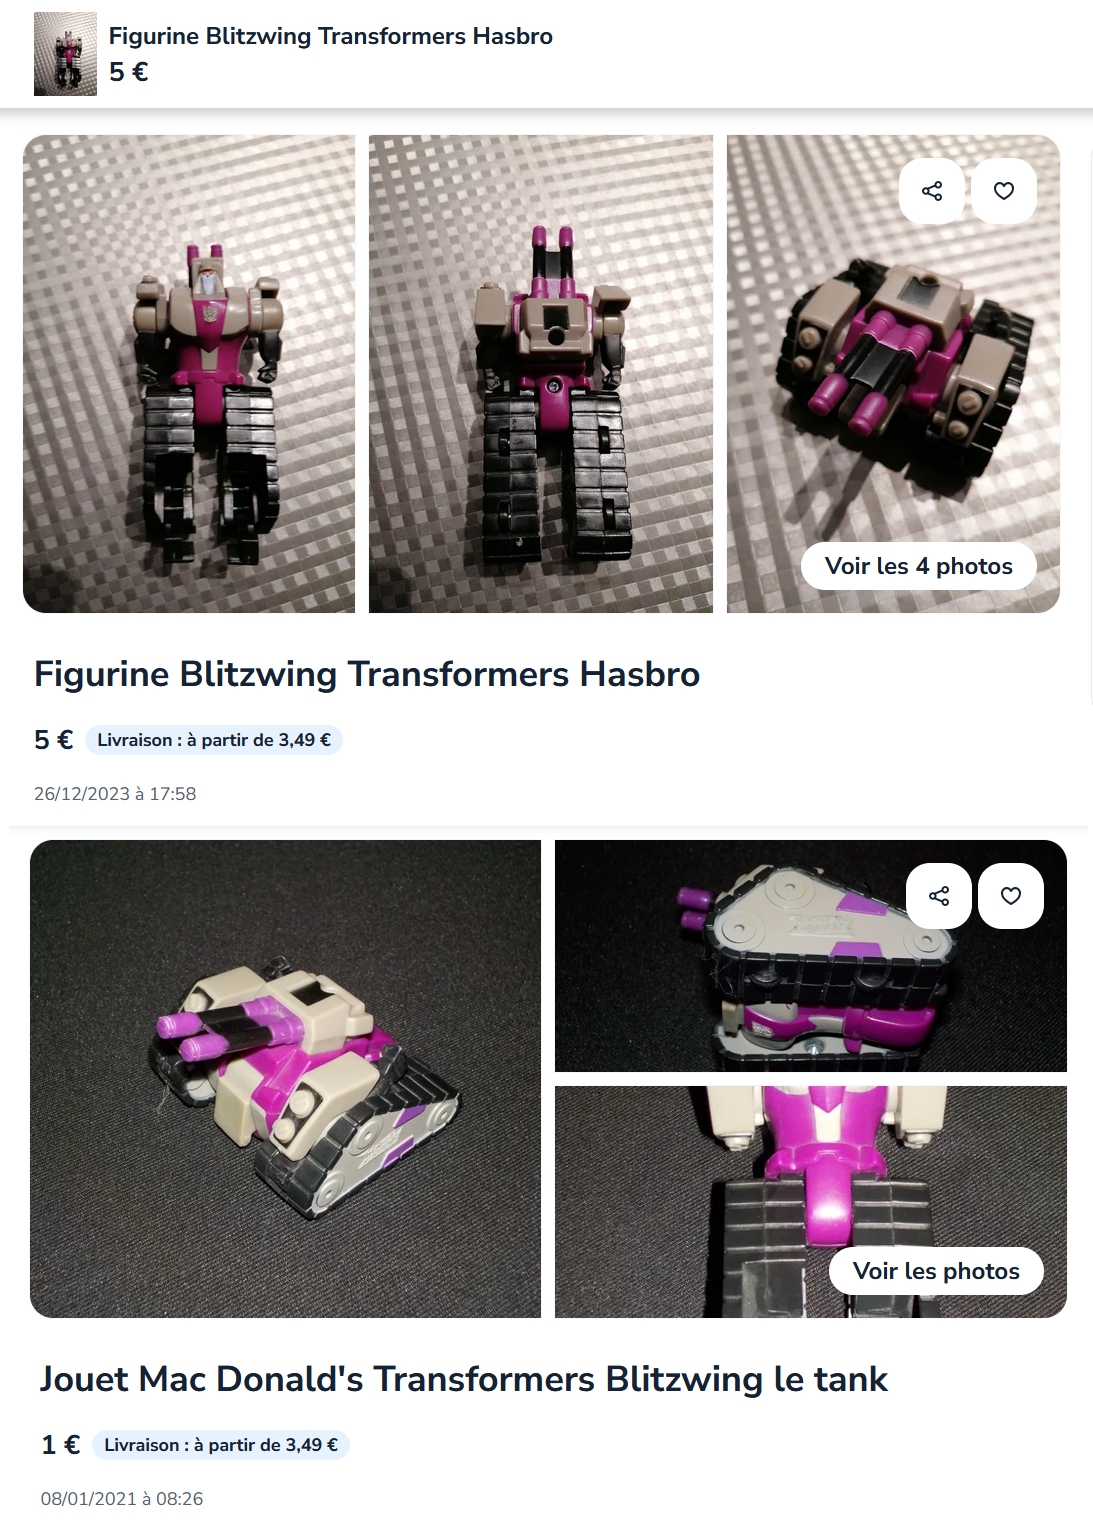 Figurine Blitzwing Transformers Hasbro
5 €
Voir les 4 photos
Figurine Blitzwing Transformers Hasbro
5 € Livraison : à partir de 3,49 €
26/12/2023 à 17:58
Voir les photos
Jouet Mac Donald's Transformers Blitzwing le tank
1 € Livraison : à partir de 3,49 €
08/01/2021 à 08:26